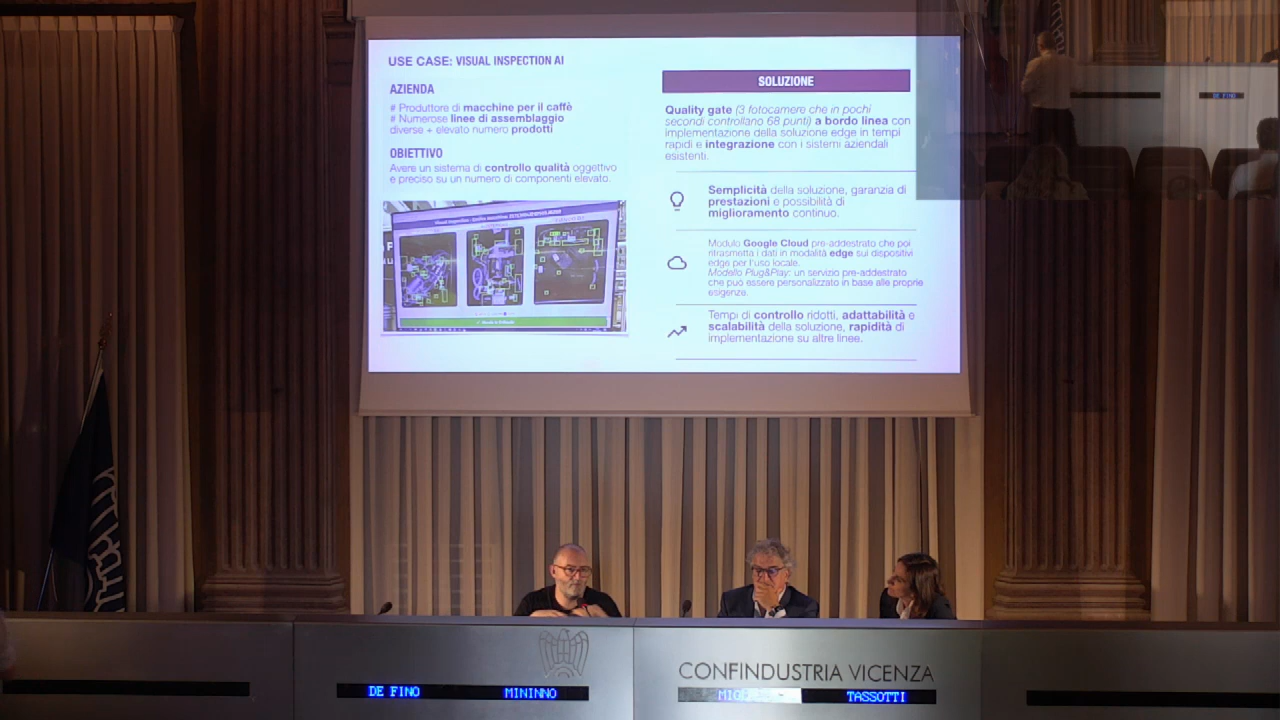 USE CASE: VISUAL INSPECTION AI
AZIENDA
# Produttore di macchine per il caffè
# Numerose linee di assemblaggio
diverse + elevato numero prodotti
OBIETTIVO
Avere un sistema di controllo qualità oggettivo
e preciso su un numero di componenti elevato.
SOLUZIONE
Quality gate (3 fotocamere che in pochi
secondi controllano 68 punti) a bordo linea con
implementazione della soluzione edge in tempi
rapidi e integrazione con i sistemi aziendali
esistenti.
Semplicità della soluzione, garanzia di
prestazioni e possibilità di
miglioramento continuo.
Modulo Google Cloud pre-addestrato che poi
ritrasmetta i dati in modalità edge sui dispositivi
edge per l'uso locale.
Modello Plug&Play: un servizio pre-addestrato
che può essere personalizzato in base alle proprie
esigenze.
Tempi di controllo ridotti, adattabilità e
scalabilità della soluzione, rapidità di
implementazione su altre linee.
DE FINO
CONFINDUSTRIA VICENZA
DE FINO MININNO TASSOTTI